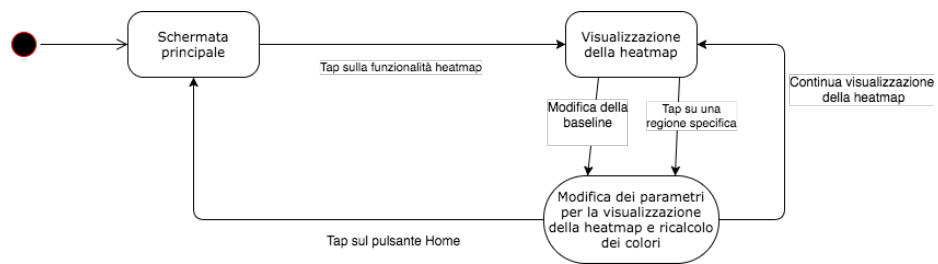 Schermata
principale
Tap sulla funzionalità heatmap
Visualizzazione
della heatmap
Continua visualizzazione
della heatmap
Modifica della
baseline
Tap su una
regione specifica
Modifica dei parametri
per la visualizzazione
della heatmap e ricalcolo
dei colori
Tap sul pulsante Home